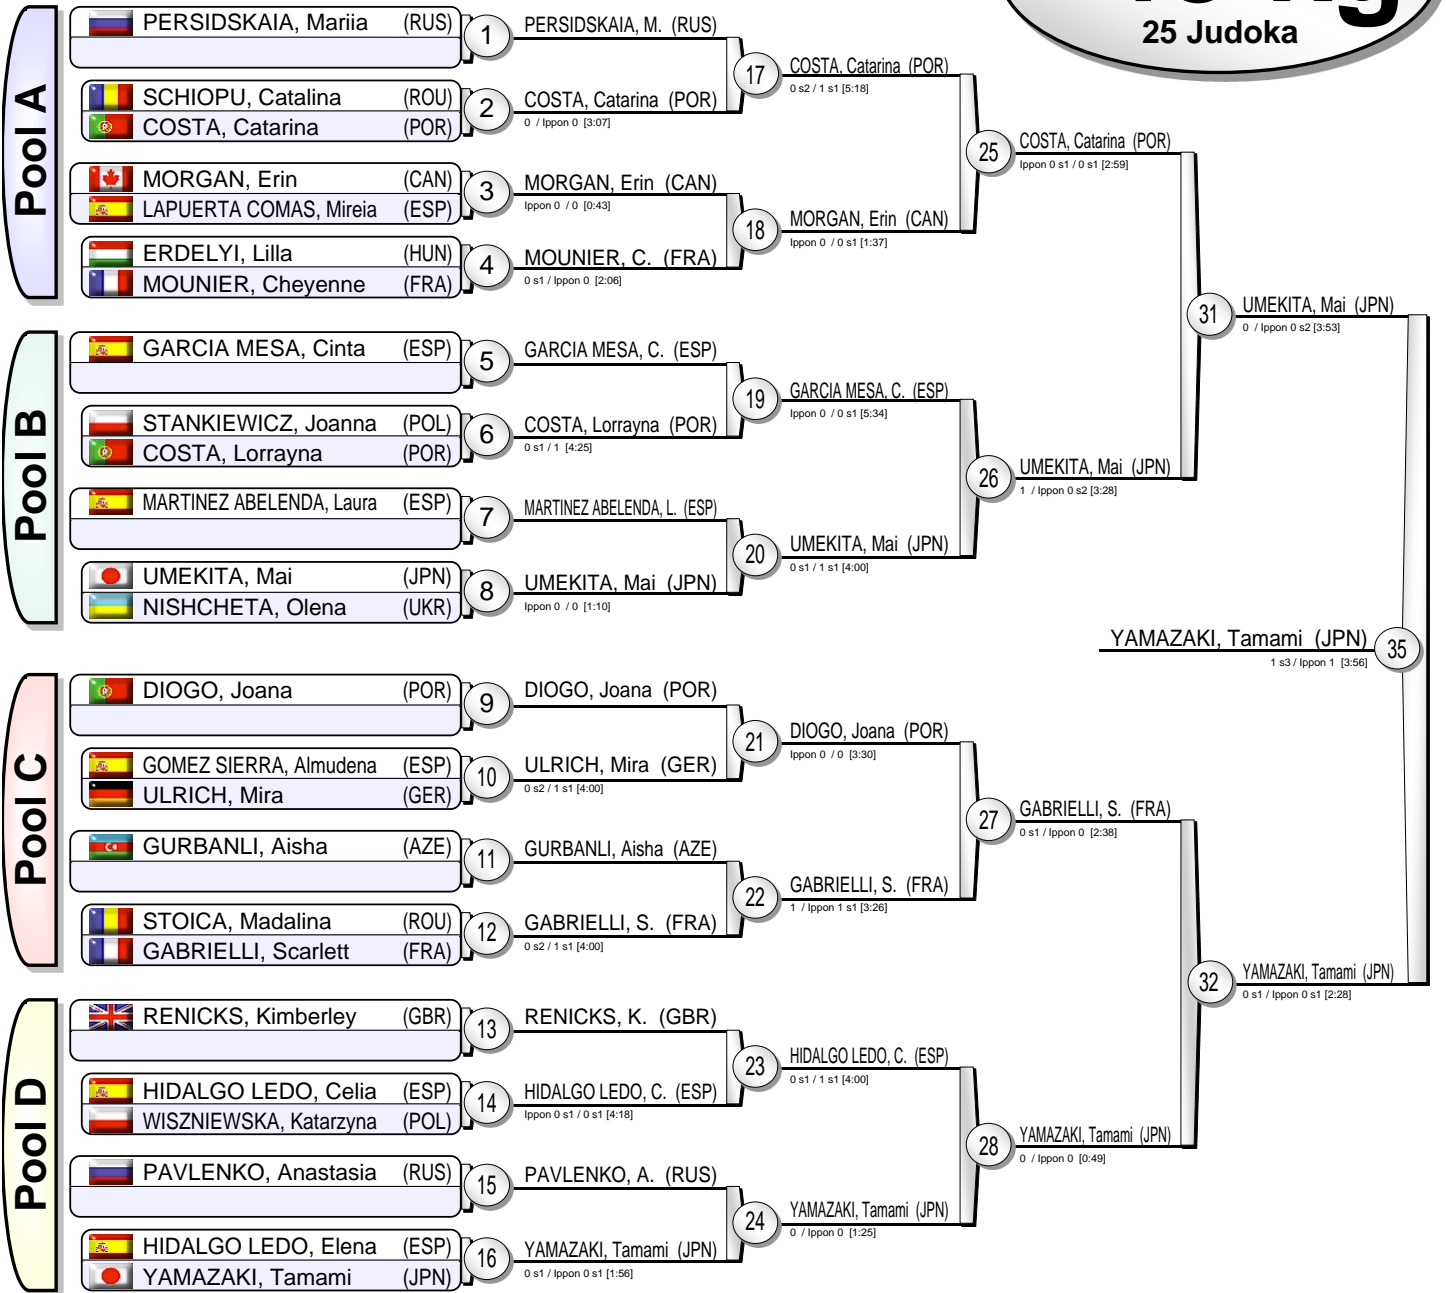 25 Judoka
Pool A
PERSIDSKAIA, Mariia (RUS)
1
PERSIDSKAIA, M. (RUS)
SCHIOPU, Catalina (ROU)
COSTA, Catarina (POR)
2
COSTA, Catarina (POR)
0 / Ippon 0 [3:07]
17
COSTA, Catarina (POR)
0 s2 / 1 s1 [5:18]
MORGAN, Erin (CAN)
LAPUERTA COMAS, Mireia (ESP)
3
MORGAN, Erin (CAN)
Ippon 0 / 0 [0:43]
ERDELYI, Lilla (HUN)
MOUNIER, Cheyenne (FRA)
4
MOUNIER, C. (FRA)
0 s1 / Ippon 0 [2:06]
18
MORGAN, Erin (CAN)
Ippon 0 / 0 s1 [1:37]
25
COSTA, Catarina (POR)
Ippon 0 s1 / 0 s1 [2:59]
Pool B
GARCIA MESA, Cinta (ESP)
5
GARCIA MESA, C. (ESP)
STANKIEWICZ, Joanna (POL)
COSTA, Lorrayna (POR)
6
COSTA, Lorrayna (POR)
0 s1 / 1 [4:25]
19
GARCIA MESA, C. (ESP)
Ippon 0 / 0 s1 [5:34]
MARTINEZ ABELENDA, Laura (ESP)
7
MARTINEZ ABELENDA, L. (ESP)
UMEKITA, Mai (JPN)
NISHCHETA, Olena (UKR)
8
UMEKITA, Mai (JPN)
Ippon 0 / 0 [1:10]
20
UMEKITA, Mai (JPN)
0 s1 / 1 s1 [4:00]
26
UMEKITA, Mai (JPN)
1 / Ippon 0 s2 [3:28]
31
UMEKITA, Mai (JPN)
0 / Ippon 0 s2 [3:53]
YAMAZAKI, Tamami (JPN)
1 s3 / Ippon 1 [3:56]
35
Pool C
DIOGO, Joana (POR)
9
DIOGO, Joana (POR)
GOMEZ SIERRA, Almudena (ESP)
ULRICH, Mira (GER)
10
ULRICH, Mira (GER)
0 s2 / 1 s1 [4:00]
21
DIOGO, Joana (POR)
Ippon 0 / 0 [3:30]
GURBANLI, Aisha (AZE)
11
GURBANLI, Aisha (AZE)
STOICA, Madalina (ROU)
GABRIELLI, Scarlett (FRA)
12
GABRIELLI, S. (FRA)
0 s2 / 1 s1 [4:00]
22
GABRIELLI, S. (FRA)
1 / Ippon 1 s1 [3:26]
27
GABRIELLI, S. (FRA)
0 s1 / Ippon 0 [2:38]
Pool D
RENICKS, Kimberley (GBR)
13
RENICKS, K. (GBR)
HIDALGO LEDO, Celia (ESP)
WISZNIEWSKA, Katarzyna (POL)
14
HIDALGO LEDO, C. (ESP)
Ippon 0 s1 / 0 s1 [4:18]
23
HIDALGO LEDO, C. (ESP)
0 s1 / 1 s1 [4:00]
PAVLENKO, Anastasia (RUS)
15
PAVLENKO, A. (RUS)
HIDALGO LEDO, Elena (ESP)
YAMAZAKI, Tamami (JPN)
16
YAMAZAKI, Tamami (JPN)
0 s1 / Ippon 0 s1 [1:56]
24
YAMAZAKI, Tamami (JPN)
0 / Ippon 0 [1:25]
28
YAMAZAKI, Tamami (JPN)
0 / Ippon 0 [0:49]
32
YAMAZAKI, Tamami (JPN)
0 s1 / Ippon 0 s1 [2:28]